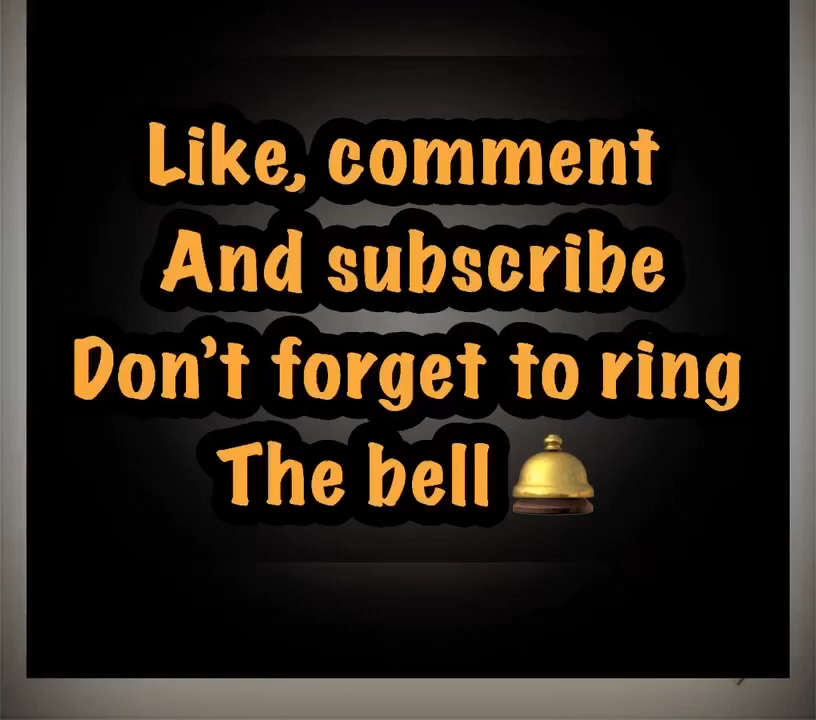 Like, comment
And subscribe
Don’t forget to ring
The bell 🛎️